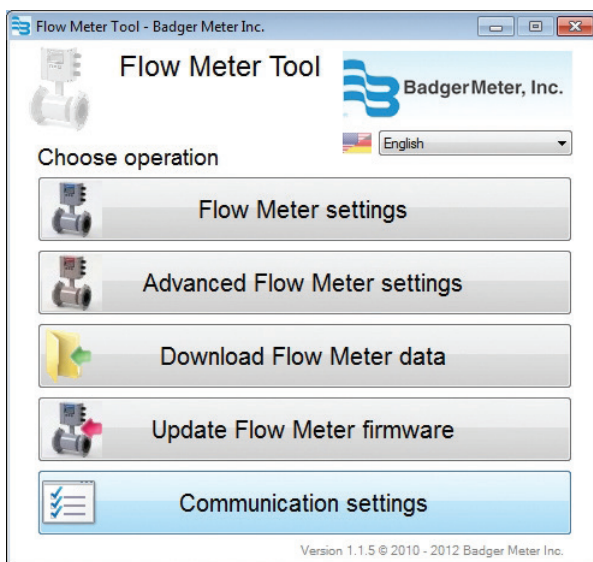 Flow Meter Tool - Badger Meter Inc.
Flow Meter Tool
BadgerMeter, Inc.
English
Choose operation
Flow Meter settings
Advanced Flow Meter settings
Download Flow Meter data
Update Flow Meter firmware
Communication settings
Version 1.1.5 © 2010 - 2012 Badger Meter Inc.